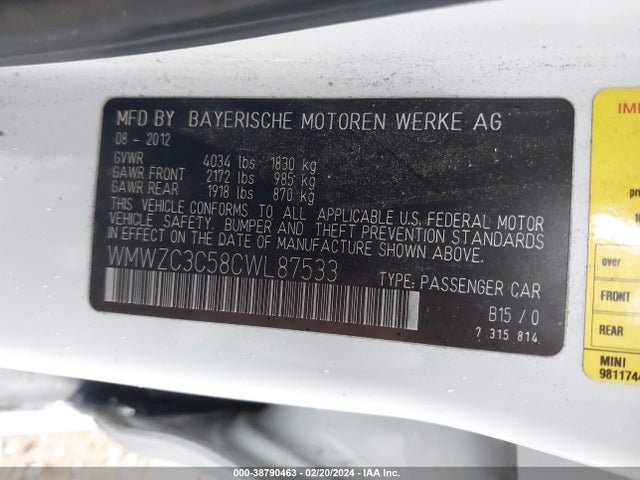 MFD BY BAYERISCHE MOTOREN WERKE AG
08 - 2012
GVWR 4034 lbs 1830 kg
GAWR FRONT 2172 lbs 985 kg
GAWR REAR 1918 lbs 870 kg
THIS VEHICLE CONFORMS TO ALL APPLICABLE U.S. FEDERAL MOTOR
VEHICLE SAFETY, BUMPER AND THEFT PREVENTION STANDARDS
IN EFFECT ON THE DATE OF MANUFACTURE SHOWN ABOVE.
WMWZC3C58CWL87533
TYPE: PASSENGER CAR
B15 / 0
7 315 814
FRONT
REAR
MINI
000-38790463 - 02/20/2024 - IAA Inc.